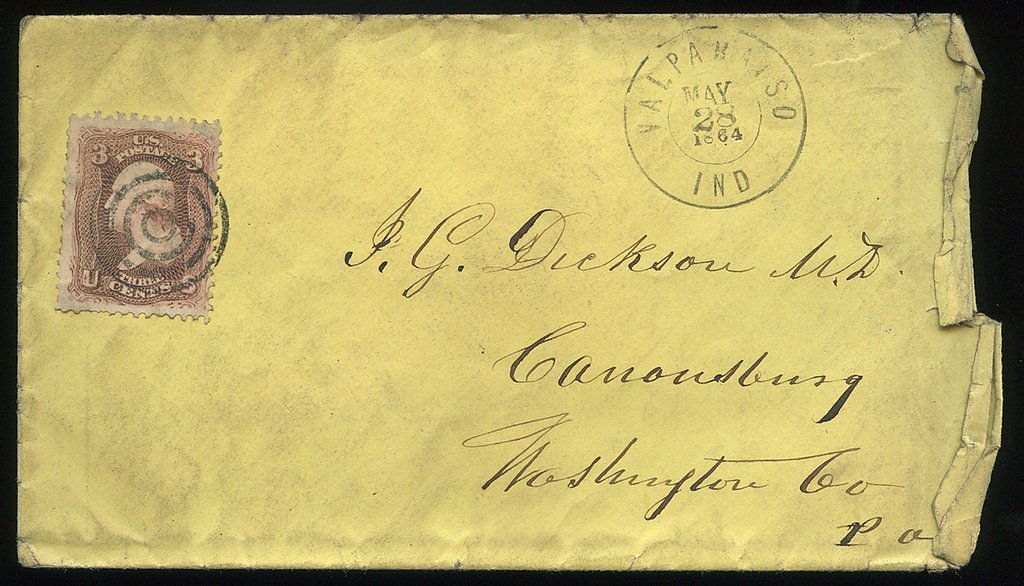 VALPARAISO
MAY
28
1864
IND
3 3
U.S.
POSTAGE
U
THREE
CENTS
J. G. Dickson M.D.
Canonsburg
Washington Co
Pa